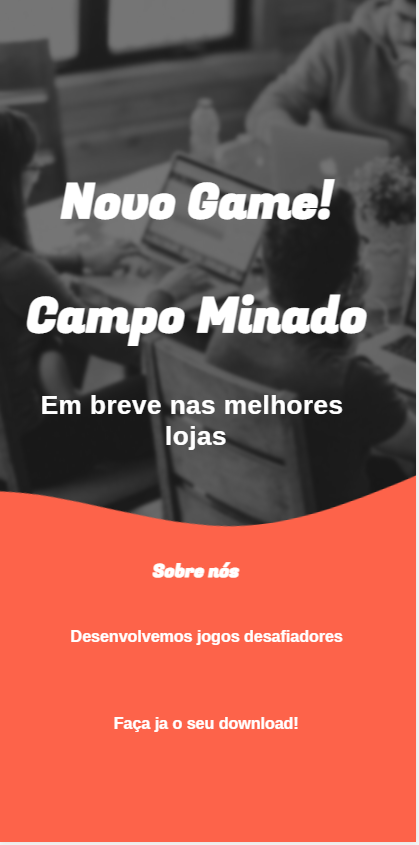 Novo Game!
Campo Minado
Em breve nas melhores
lojas
Sobre nós
Desenvolvemos jogos desafiadores
Faça ja o seu download!